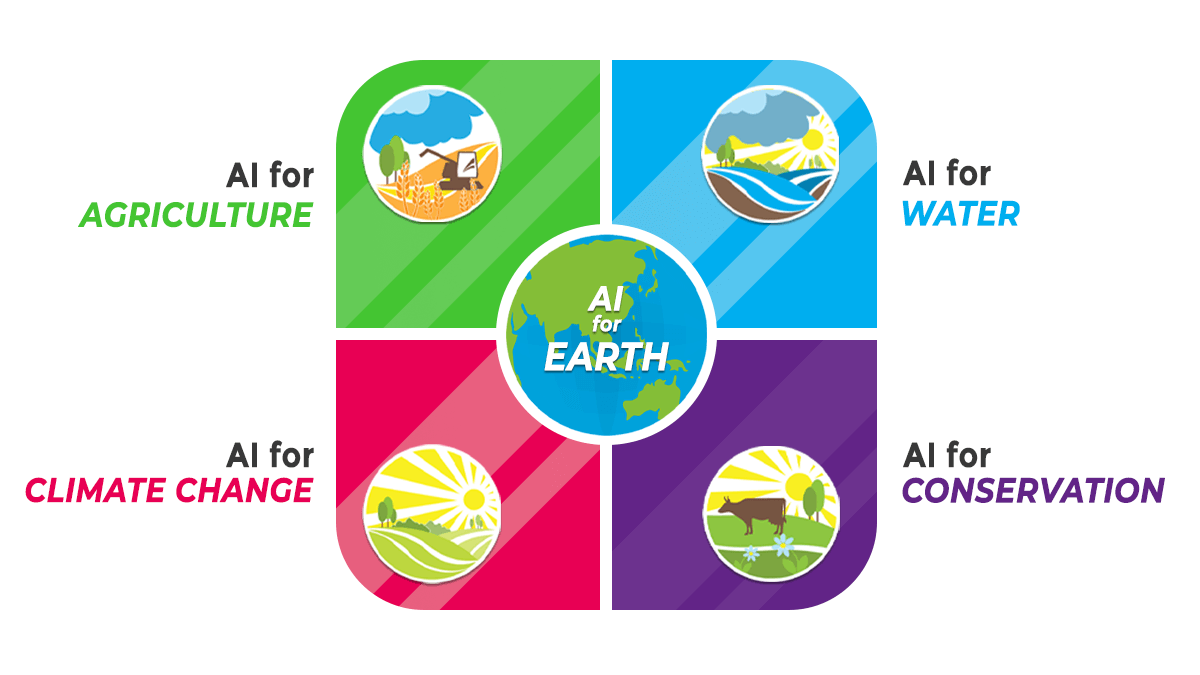 AI for
AGRICULTURE
AI for
WATER
AI
for
EARTH
AI for
CLIMATE CHANGE
AI for
CONSERVATION